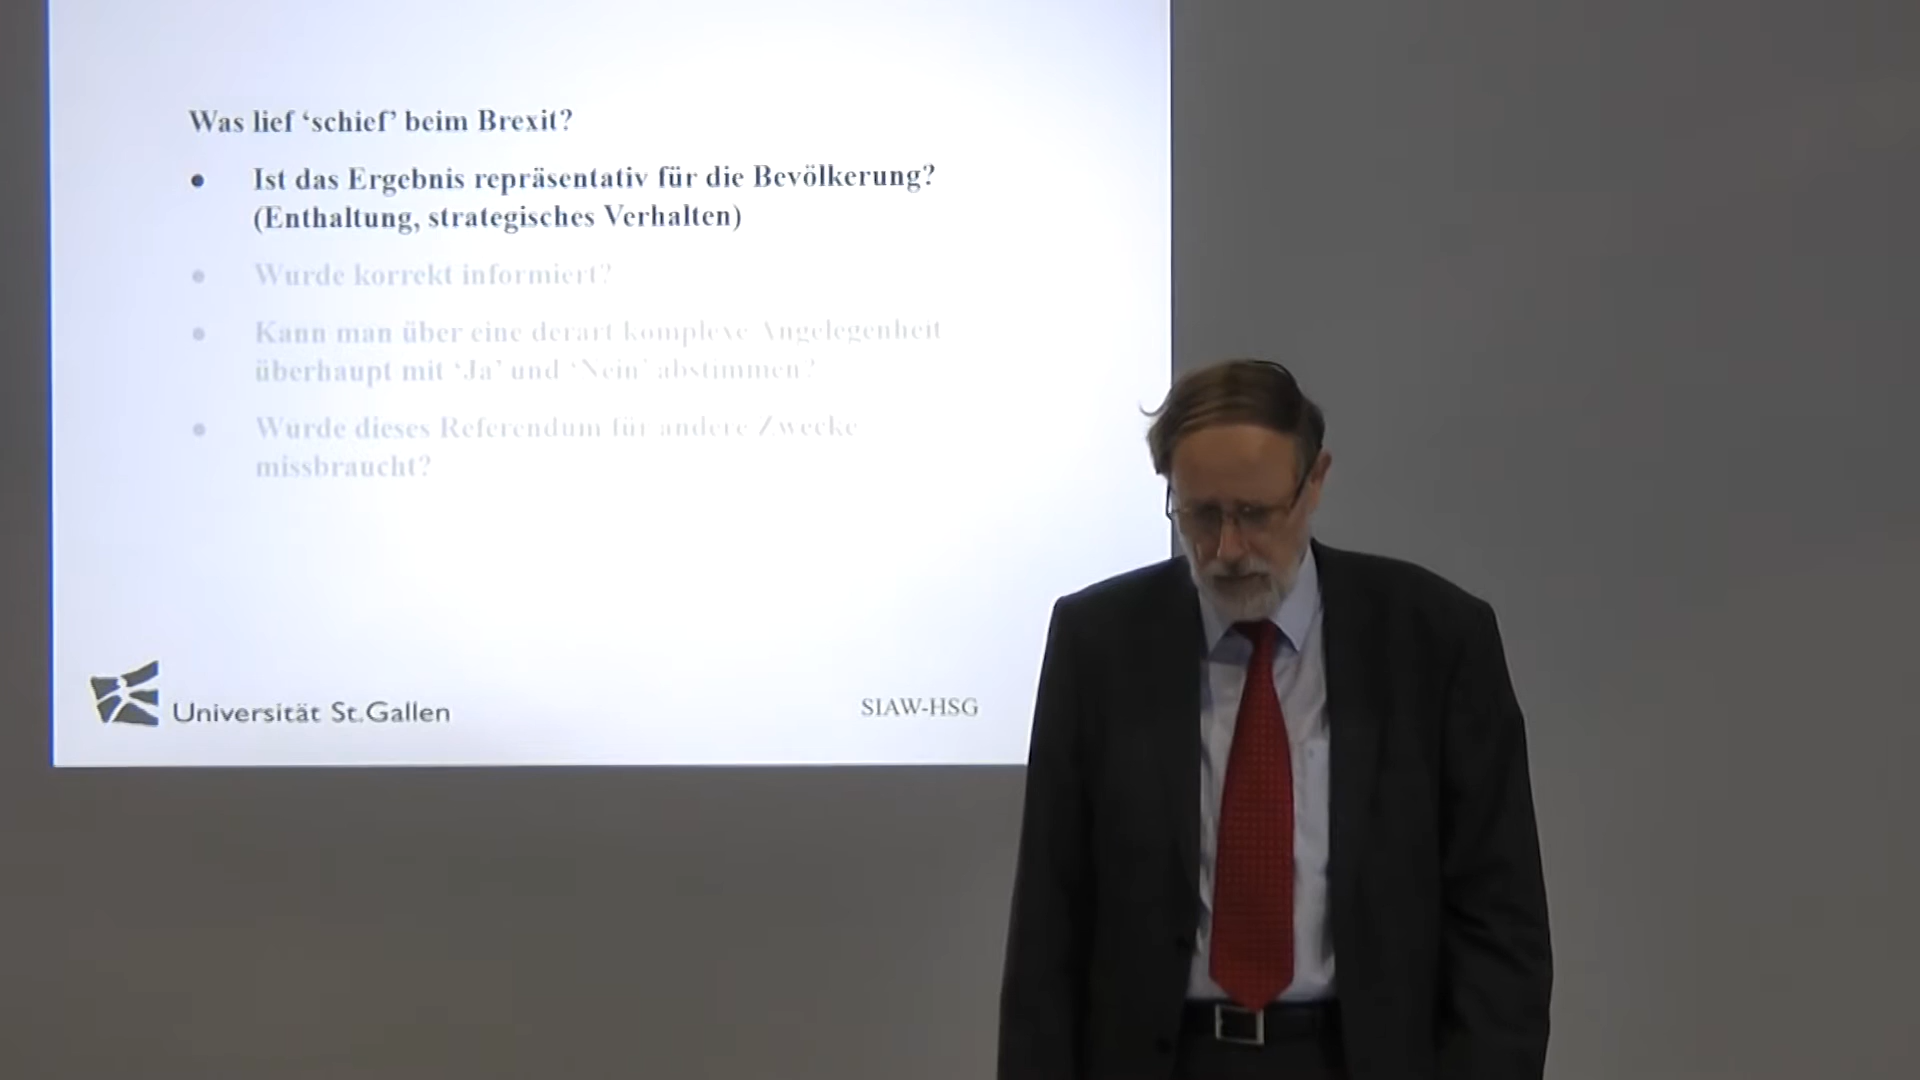 Was lief ‘schief’ beim Brexit?
• Ist das Ergebnis repräsentativ für die Bevölkerung?
(Enthaltung, strategisches Verhalten)
• Wurde korrekt informiert?
• Kann man über eine derart komplexe Angelegenheit
überhaupt mit ‘Ja’ und ‘Nein’ abstimmen?
• Wurde dieses Referendum für andere Zwecke
missbraucht?
Universität St.Gallen
SIAW-HSG